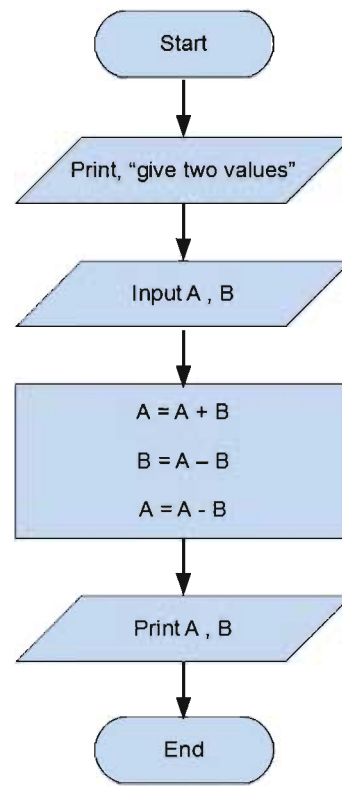 Start
Print, “give two values”
Input A , B
A = A + B
B = A – B
A = A - B
Print A , B
End